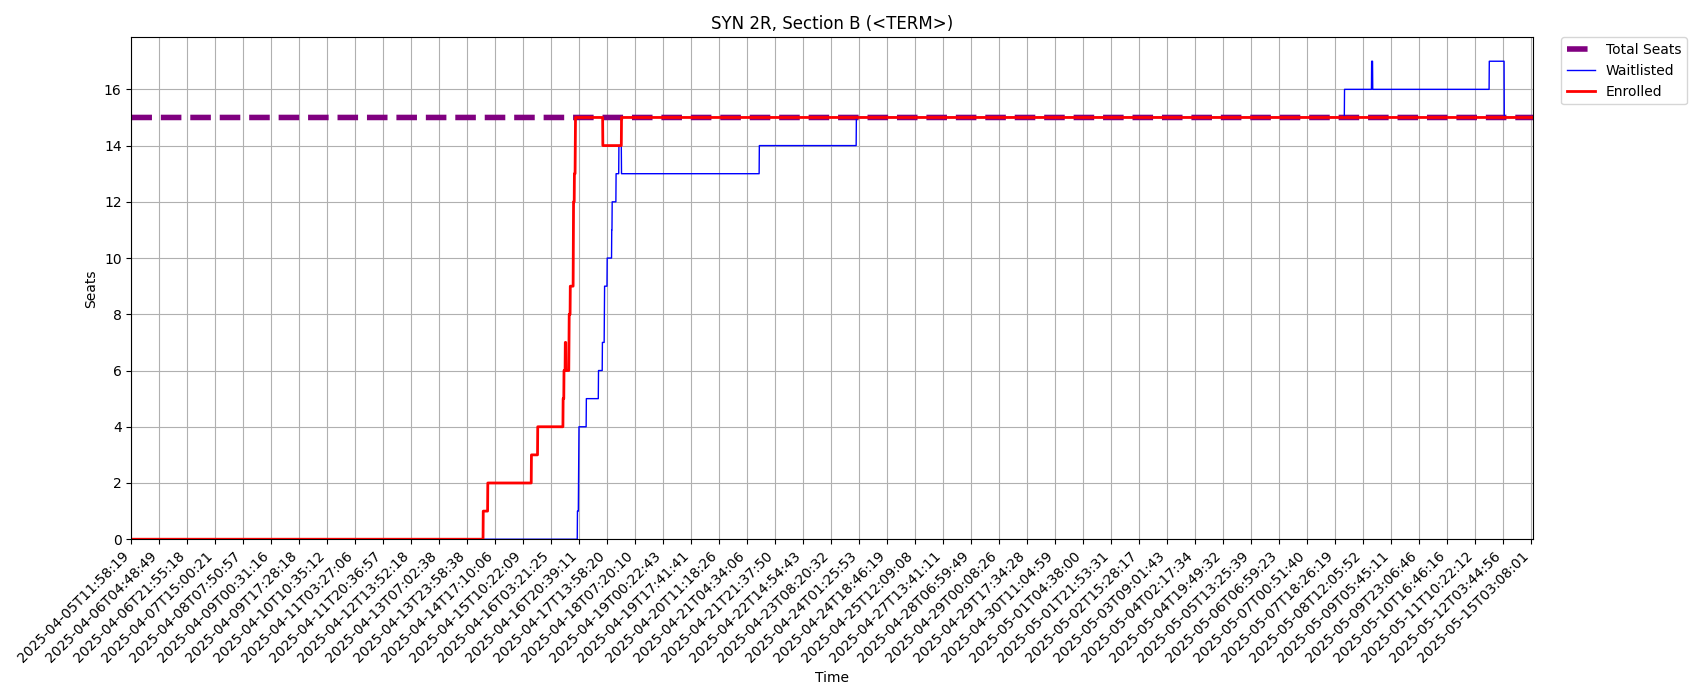 SYN 2R, Section B (<TERM>)
Total Seats
Waitlisted
Enrolled
Seats
16
14
12
10
8
6
4
2
0
2025-04-05T11:58:19
2025-04-06T04:48:49
2025-04-06T21:55:18
2025-04-07T15:00:21
2025-04-08T07:50:57
2025-04-09T00:31:16
2025-04-09T17:28:18
2025-04-10T10:35:12
2025-04-11T03:27:06
2025-04-11T20:36:57
2025-04-12T13:52:18
2025-04-13T07:02:38
2025-04-13T23:58:38
2025-04-14T17:10:06
2025-04-15T10:22:09
2025-04-16T03:21:25
2025-04-16T20:39:11
2025-04-17T13:58:20
2025-04-18T07:20:10
2025-04-19T00:22:43
2025-04-19T17:41:41
2025-04-20T11:18:26
2025-04-21T04:34:06
2025-04-21T21:37:50
2025-04-22T14:54:43
2025-04-23T08:20:32
2025-04-24T01:25:53
2025-04-24T18:46:19
2025-04-25T12:09:08
2025-04-27T13:41:11
2025-04-28T06:59:49
2025-04-29T00:08:26
2025-04-29T17:34:28
2025-04-30T11:04:59
2025-05-01T04:38:00
2025-05-01T21:53:31
2025-05-02T15:28:17
2025-05-03T09:01:43
2025-05-04T02:17:34
2025-05-04T19:49:32
2025-05-05T13:25:39
2025-05-06T06:59:23
2025-05-07T00:51:40
2025-05-07T18:26:19
2025-05-08T12:05:52
2025-05-09T05:45:11
2025-05-09T23:06:46
2025-05-10T16:46:16
2025-05-11T10:22:12
2025-05-12T03:44:56
2025-05-15T03:08:01
Time